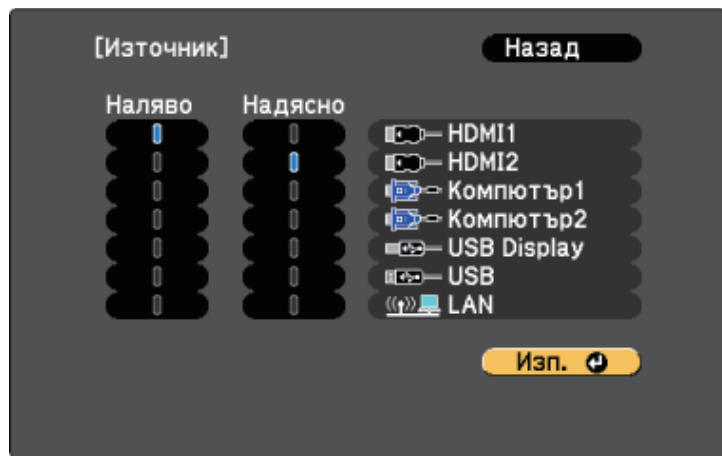 [Източник] Назад
Наляво Надясно
HDMI1
HDMI2
Компютър1
Компютър2
USB Display
USB
LAN
Изп.